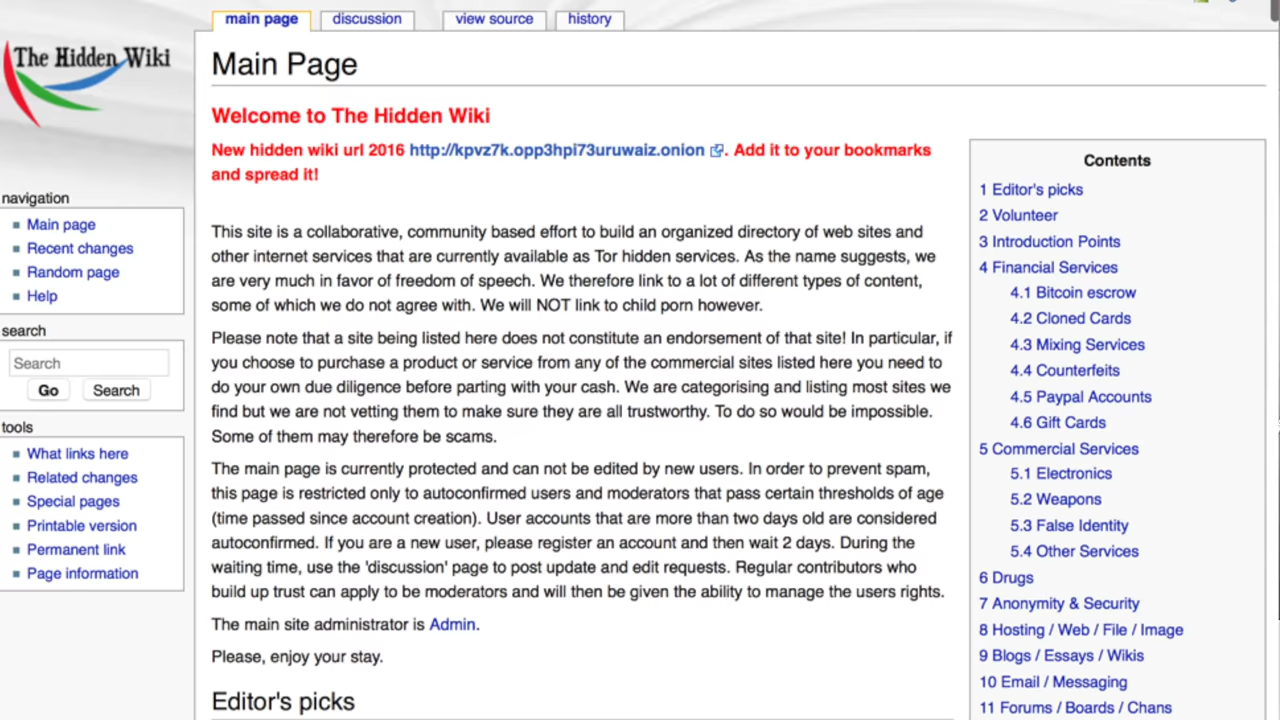 main page
discussion
view source
history
The Hidden Wiki
Main Page
Welcome to The Hidden Wiki
New hidden wiki url 2016 http://kpvz7k.opp3hpi73uruwaiz.onion . Add it to your bookmarks
and spread it!
This site is a collaborative, community based effort to build an organized directory of web sites and
other internet services that are currently available as Tor hidden services. As the name suggests, we
are very much in favor of freedom of speech. We therefore link to a lot of different types of content,
some of which we do not agree with. We will NOT link to child porn however.
Please note that a site being listed here does not constitute an endorsement of that site! In particular, if
you choose to purchase a product or service from any of the commercial sites listed here you need to
do your own due diligence before parting with your cash. We are categorising and listing most sites we
find but we are not vetting them to make sure they are all trustworthy. To do so would be impossible.
Some of them may therefore be scams.
The main page is currently protected and can not be edited by new users. In order to prevent spam,
this page is restricted only to autoconfirmed users and moderators that pass certain thresholds of age
(time passed since account creation). User accounts that are more than two days old are considered
autoconfirmed. If you are a new user, please register an account and then wait 2 days. During the
waiting time, use the 'discussion' page to post update and edit requests. Regular contributors who
build up trust can apply to be moderators and will then be given the ability to manage the users rights.
The main site administrator is Admin.
Please, enjoy your stay.
Editor's picks
navigation
Main page
Recent changes
Random page
Help
search
Search
Go
Search
tools
What links here
Related changes
Special pages
Printable version
Permanent link
Page information
Contents
1 Editor's picks
2 Volunteer
3 Introduction Points
4 Financial Services
4.1 Bitcoin escrow
4.2 Cloned Cards
4.3 Mixing Services
4.4 Counterfeits
4.5 Paypal Accounts
4.6 Gift Cards
5 Commercial Services
5.1 Electronics
5.2 Weapons
5.3 False Identity
5.4 Other Services
6 Drugs
7 Anonymity & Security
8 Hosting / Web / File / Image
9 Blogs / Essays / Wikis
10 Email / Messaging
11 Forums / Boards / Chans